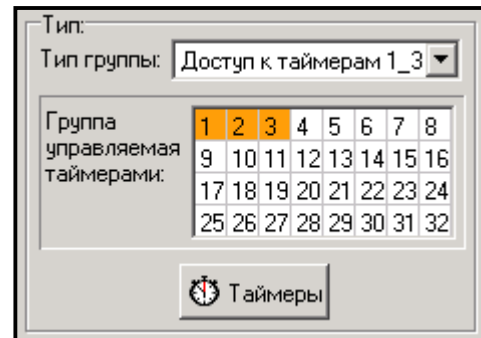 Тип:
Тип группы: Доступ к таймерам 1_3
Группа управляемая таймерами:
1 2 3 4 5 6 7 8
9 10 11 12 13 14 15 16
17 18 19 20 21 22 23 24
25 26 27 28 29 30 31 32
Таймеры